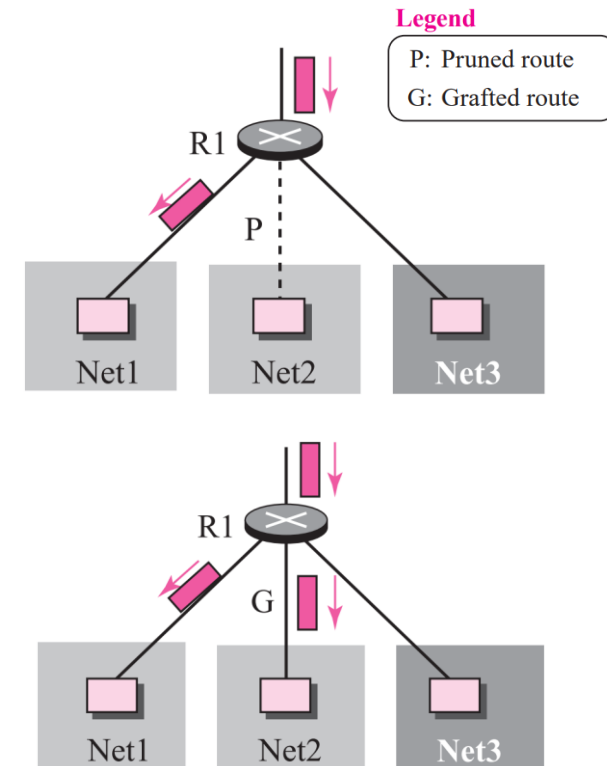 Legend
P: Pruned route
G: Grafted route
R1
P
Net1 Net2 Net3
R1
G
Net1 Net2 Net3